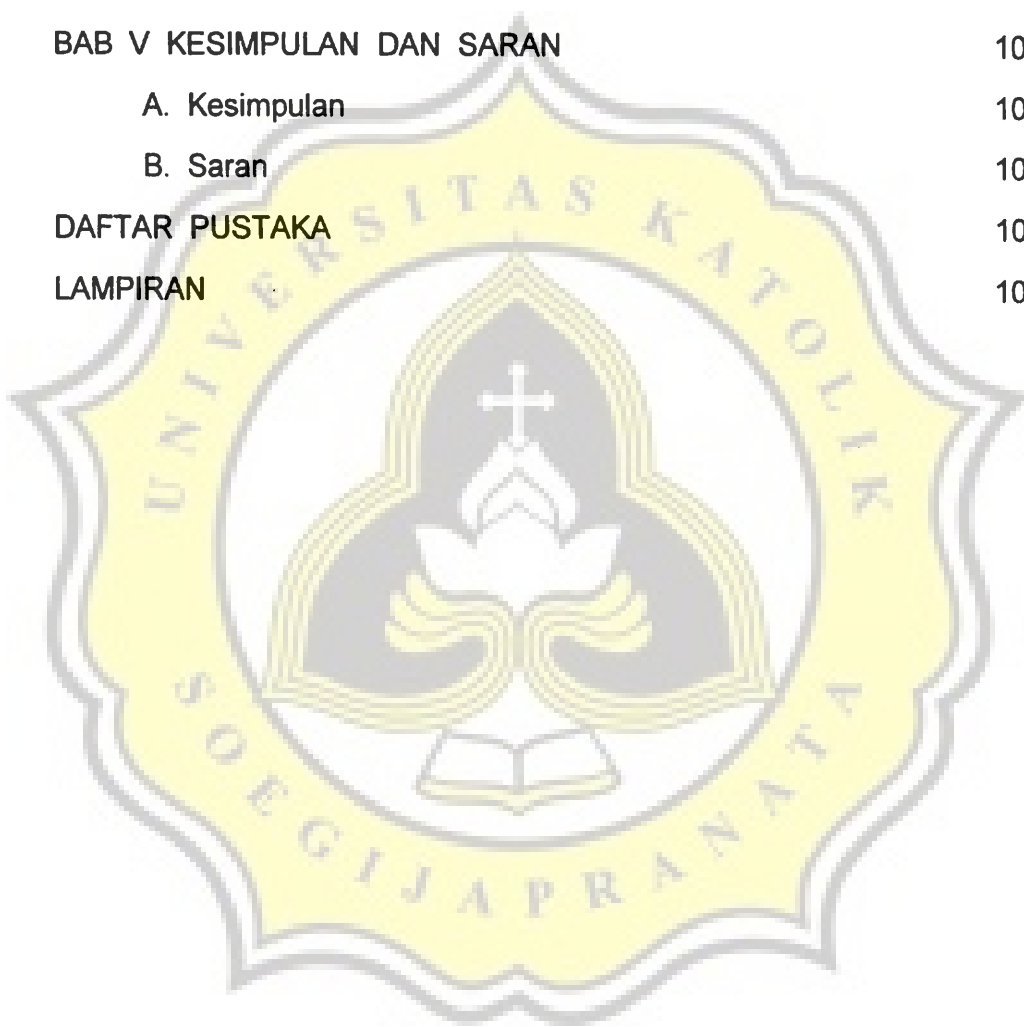 BAB V KESIMPULAN DAN SARAN 10
A. Kesimpulan 10
B. Saran 10
DAFTAR PUSTAKA 10
LAMPIRAN 10
UNIVERSITAS KATOLIK
SOEGIJAPRANATA